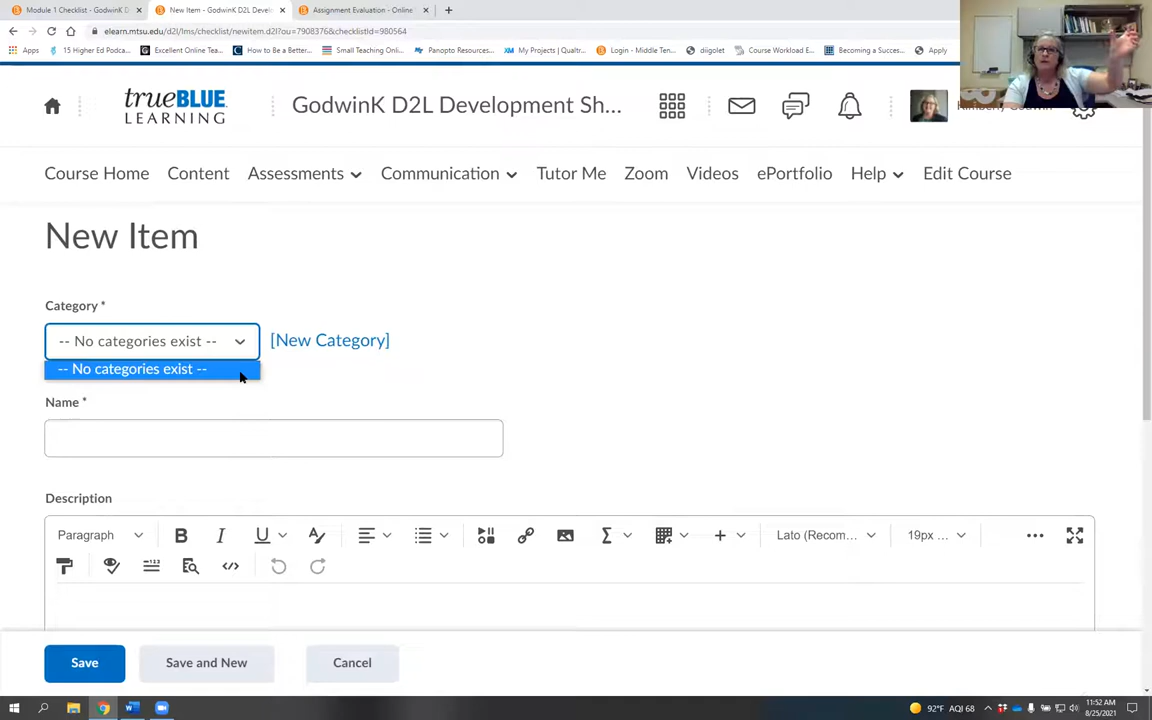 Module 1 Checklist - GodwinK D
New Item - GodwinK D2L Devel
Assignment Evaluation - Online
elearn.mtsu.edu/d2l/lms/checklist/newitem.d2l?ou=7908376&checklistId=980564
Apps
15 Higher Ed Podca...
Excellent Online Tea...
How to Be a Better...
Small Teaching Onli...
Panopto Resources...
My Projects | Qualtr...
Login - Middle Ten...
diigolet
Course Workload E...
Becoming a Succes...
Apply
trueBLUE LEARNING
GodwinK D2L Development Sh...
Course Home
Content
Assessments
Communication
Tutor Me
Zoom
Videos
ePortfolio
Help
Edit Course
New Item
Category *
-- No categories exist --
[New Category]
-- No categories exist --
Name *
Description
Paragraph
Lato (Recom...
19px ...
Save
Save and New
Cancel
92°F AQI 68
11:52 AM
8/25/2021